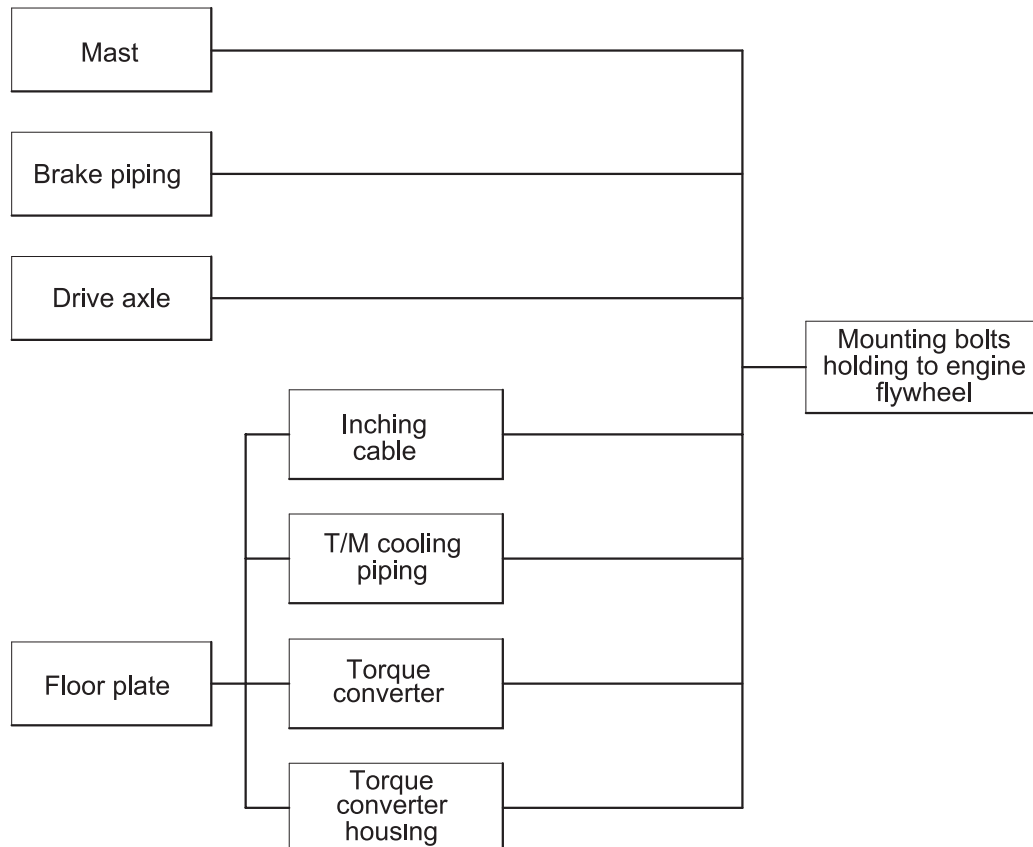 Mast
Brake piping
Drive axle
Mounting bolts
holding to engine
flywheel
Inching
cable
T/M cooling
piping
Floor plate
Torque
converter
Torque
converter
housing